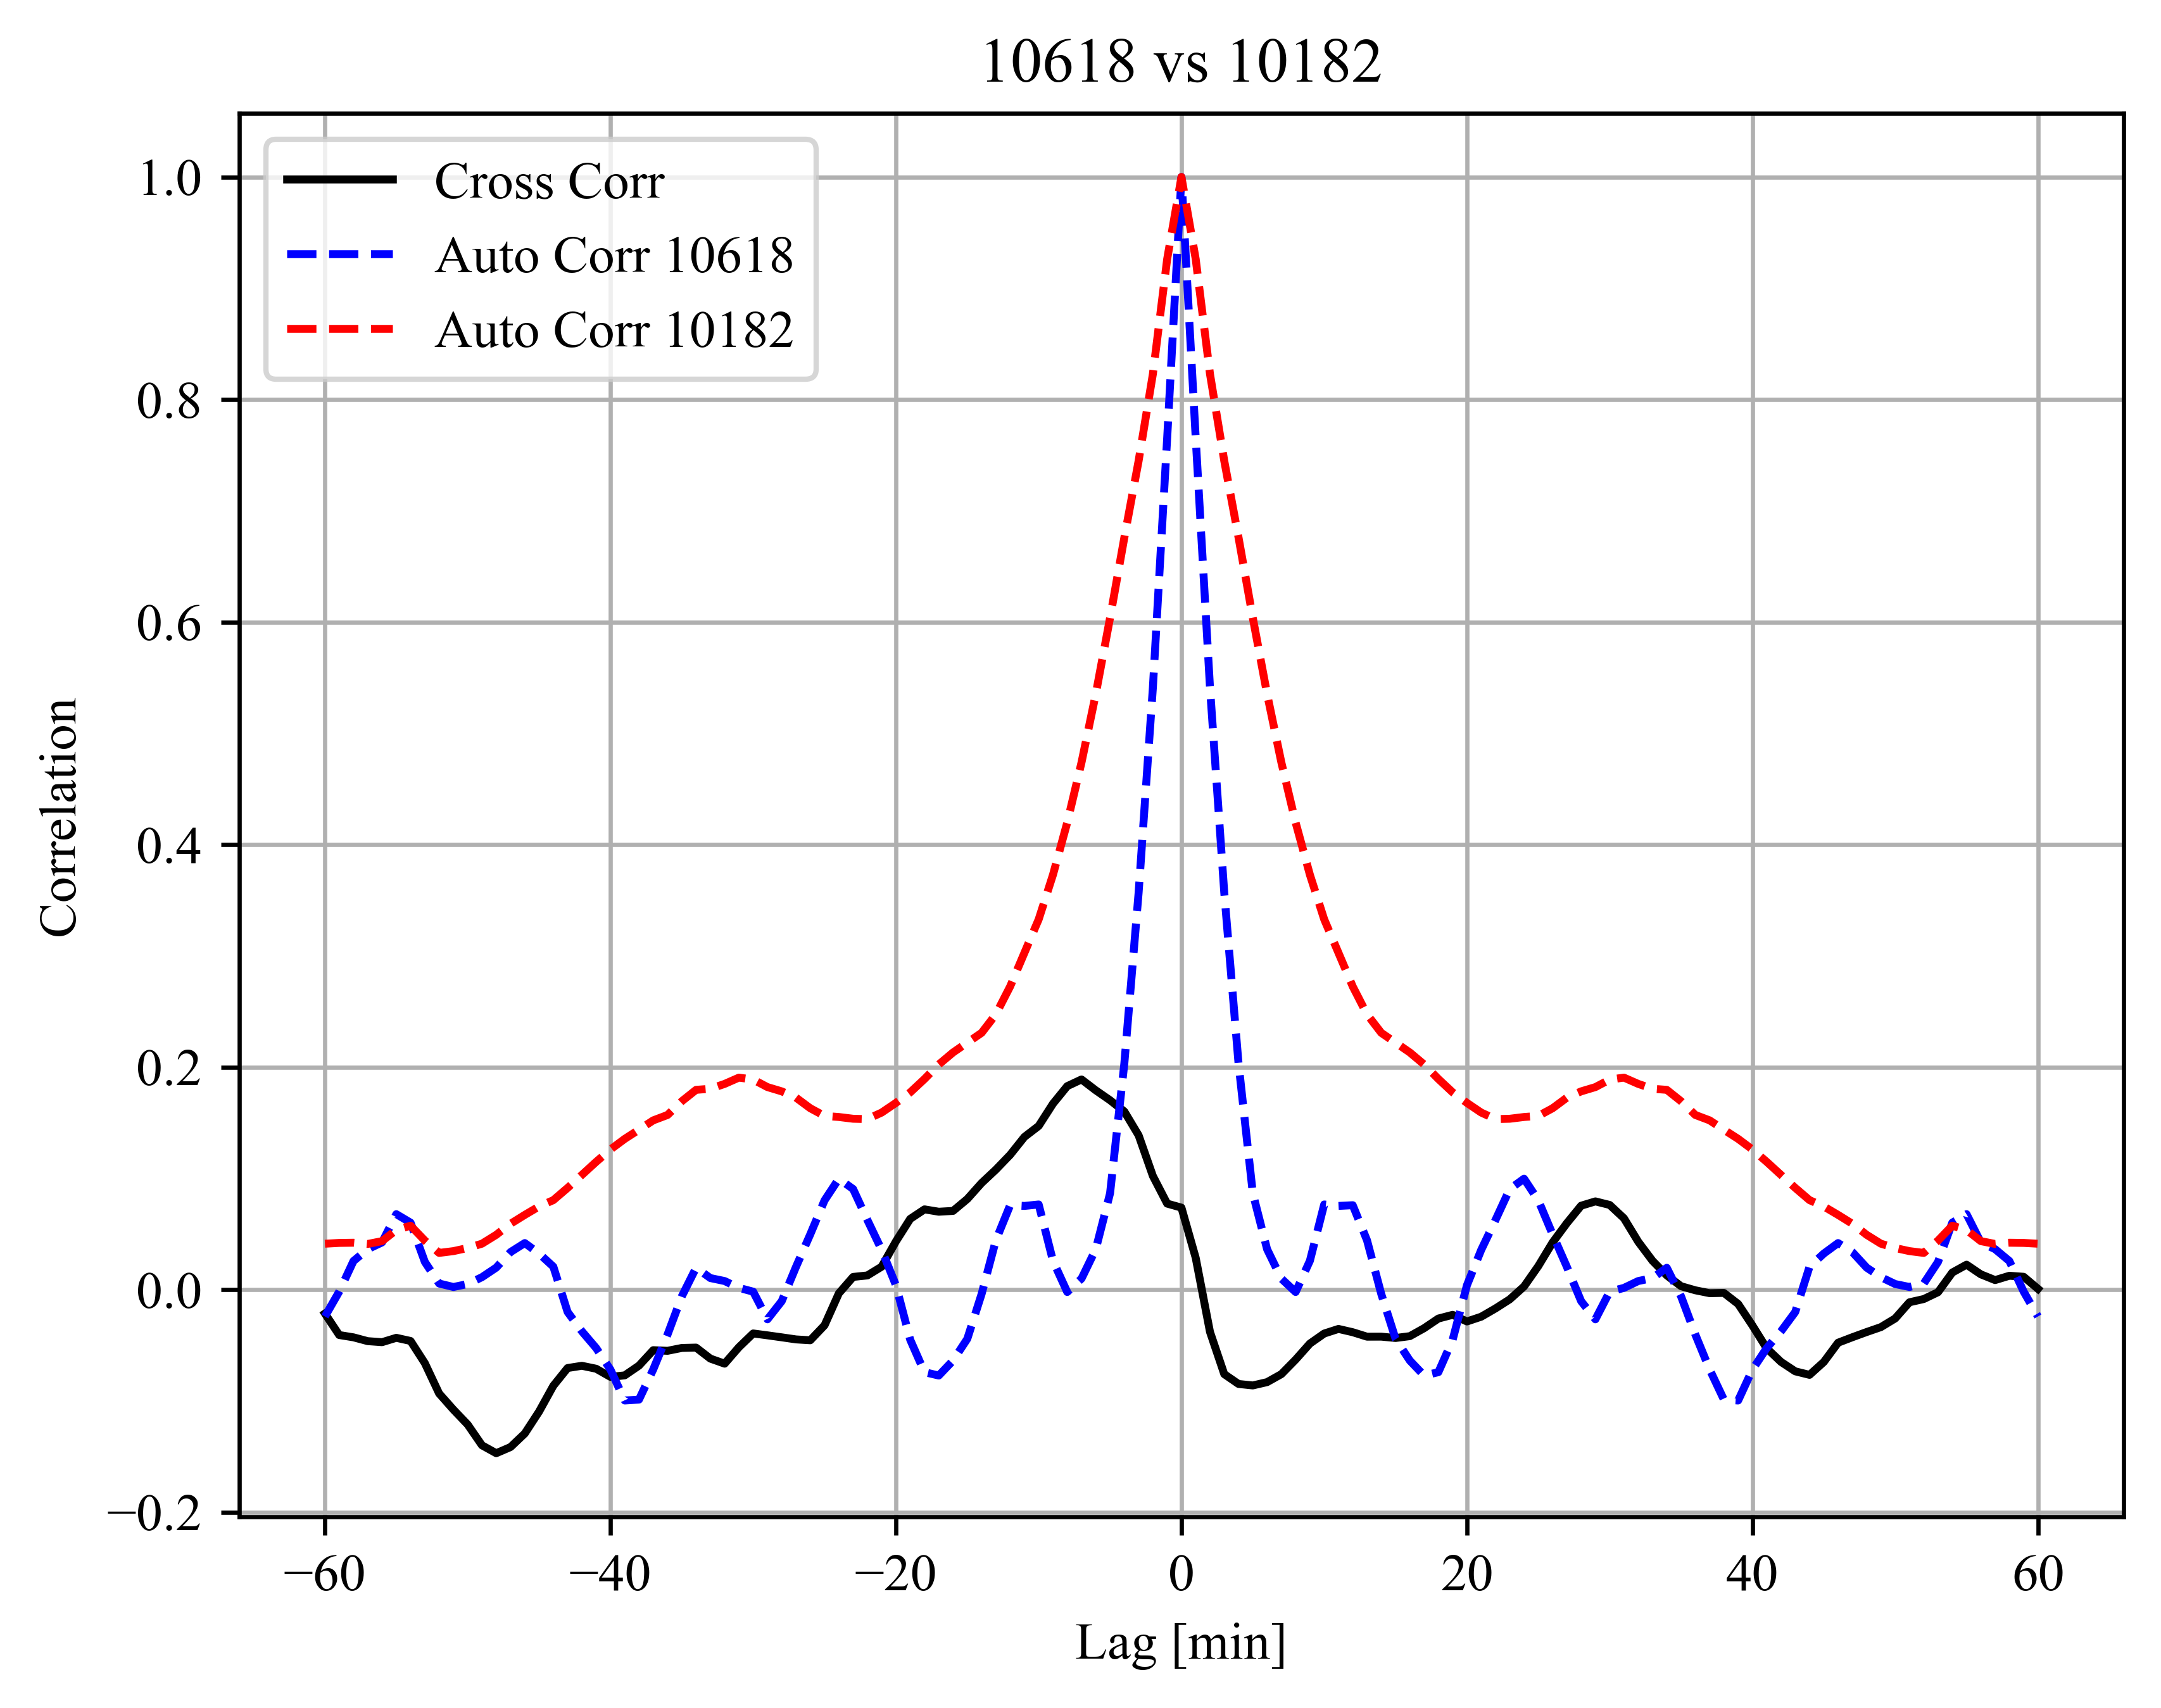 10618 vs 10182
Cross Corr
Auto Corr 10618
Auto Corr 10182
1.0
0.8
0.6
0.4
0.2
0.0
−0.2
Correlation
−60 −40 −20 0 20 40 60
Lag [min]